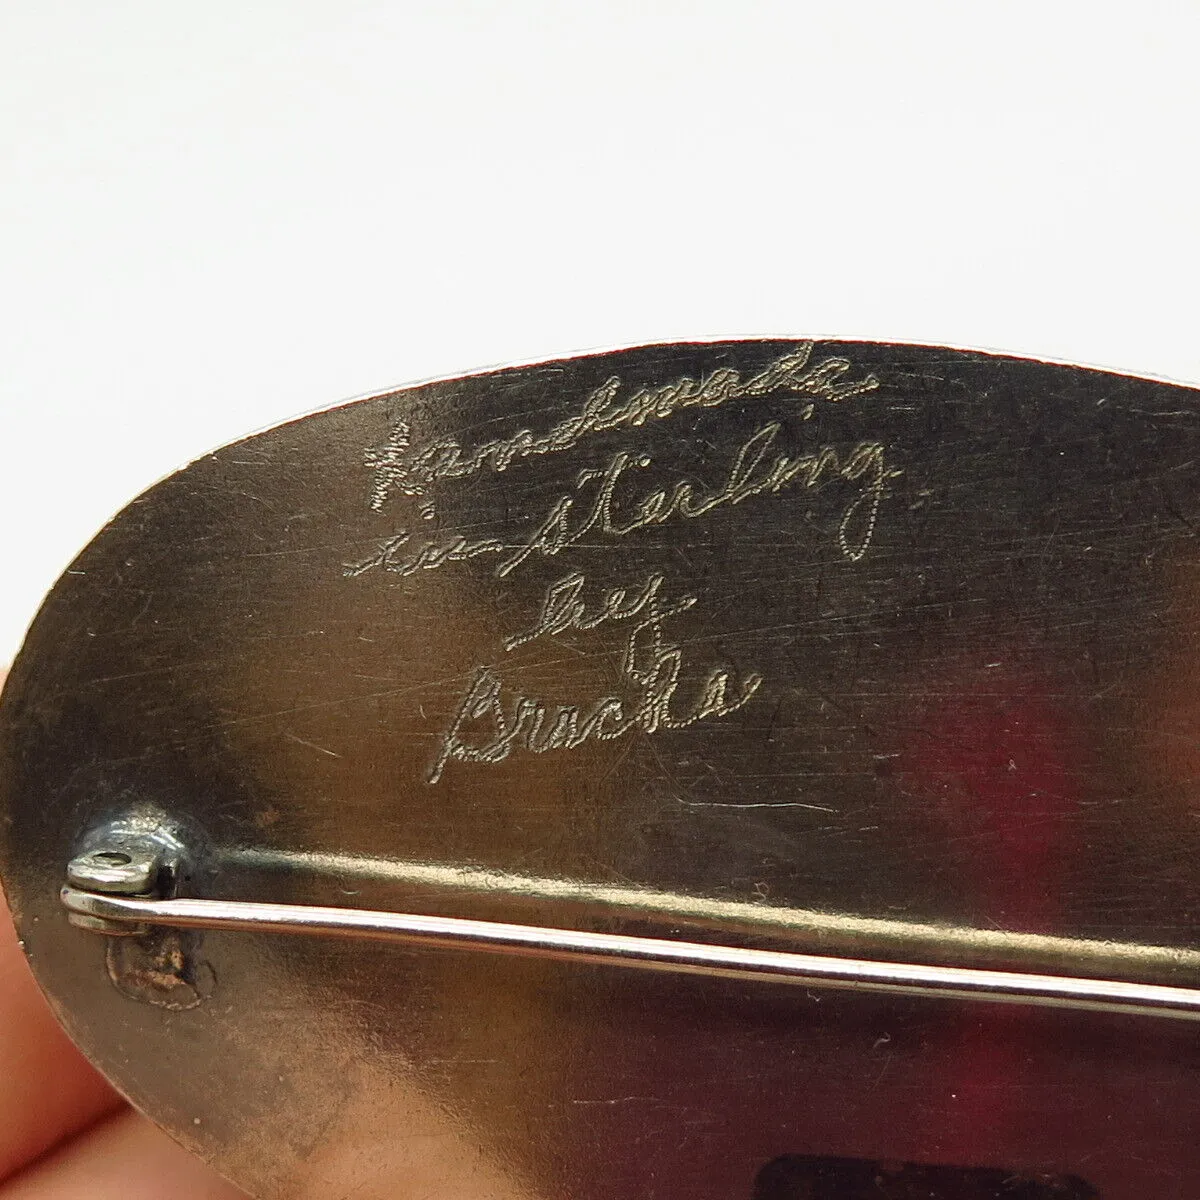 Handmade
in sterling
by
Brucha